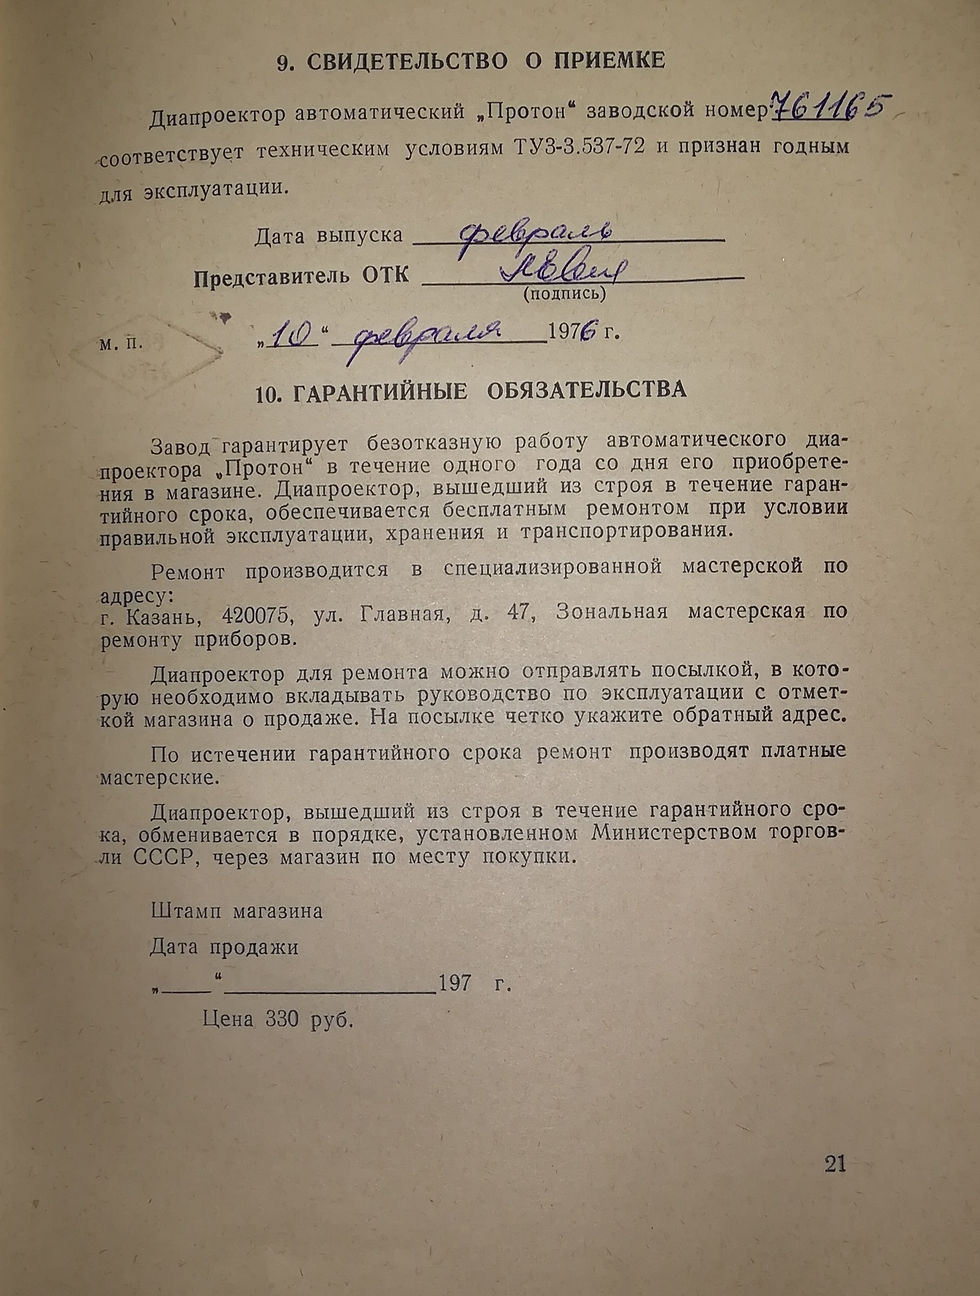 9. СВИДЕТЕЛЬСТВО О ПРИЕМКЕ
Диапроектор автоматический „Протон“ заводской номер 761165
соответствует техническим условиям ТУЗ-3.537-72 и признан годным
для эксплуатации.
Дата выпуска февраль
Представитель ОТК
(подпись)
м. п. „10“ февраля 1976 г.
10. ГАРАНТИЙНЫЕ ОБЯЗАТЕЛЬСТВА
Завод гарантирует безотказную работу автоматического диа-
проектора „Протон“ в течение одного года со дня его приобрете-
ния в магазине. Диапроектор, вышедший из строя в течение гаран-
тийного срока, обеспечивается бесплатным ремонтом при условии
правильной эксплуатации, хранения и транспортирования.
Ремонт производится в специализированной мастерской по
адресу:
г. Казань, 420075, ул. Главная, д. 47, Зональная мастерская по
ремонту приборов.
Диапроектор для ремонта можно отправлять посылкой, в кото-
рую необходимо вкладывать руководство по эксплуатации с отмет-
кой магазина о продаже. На посылке четко укажите обратный адрес.
По истечении гарантийного срока ремонт производят платные
мастерские.
Диапроектор, вышедший из строя в течение гарантийного сро-
ка, обменивается в порядке, установленном Министерством торгов-
ли СССР, через магазин по месту покупки.
Штамп магазина
Дата продажи
„____“_________________197 г.
Цена 330 руб.
21